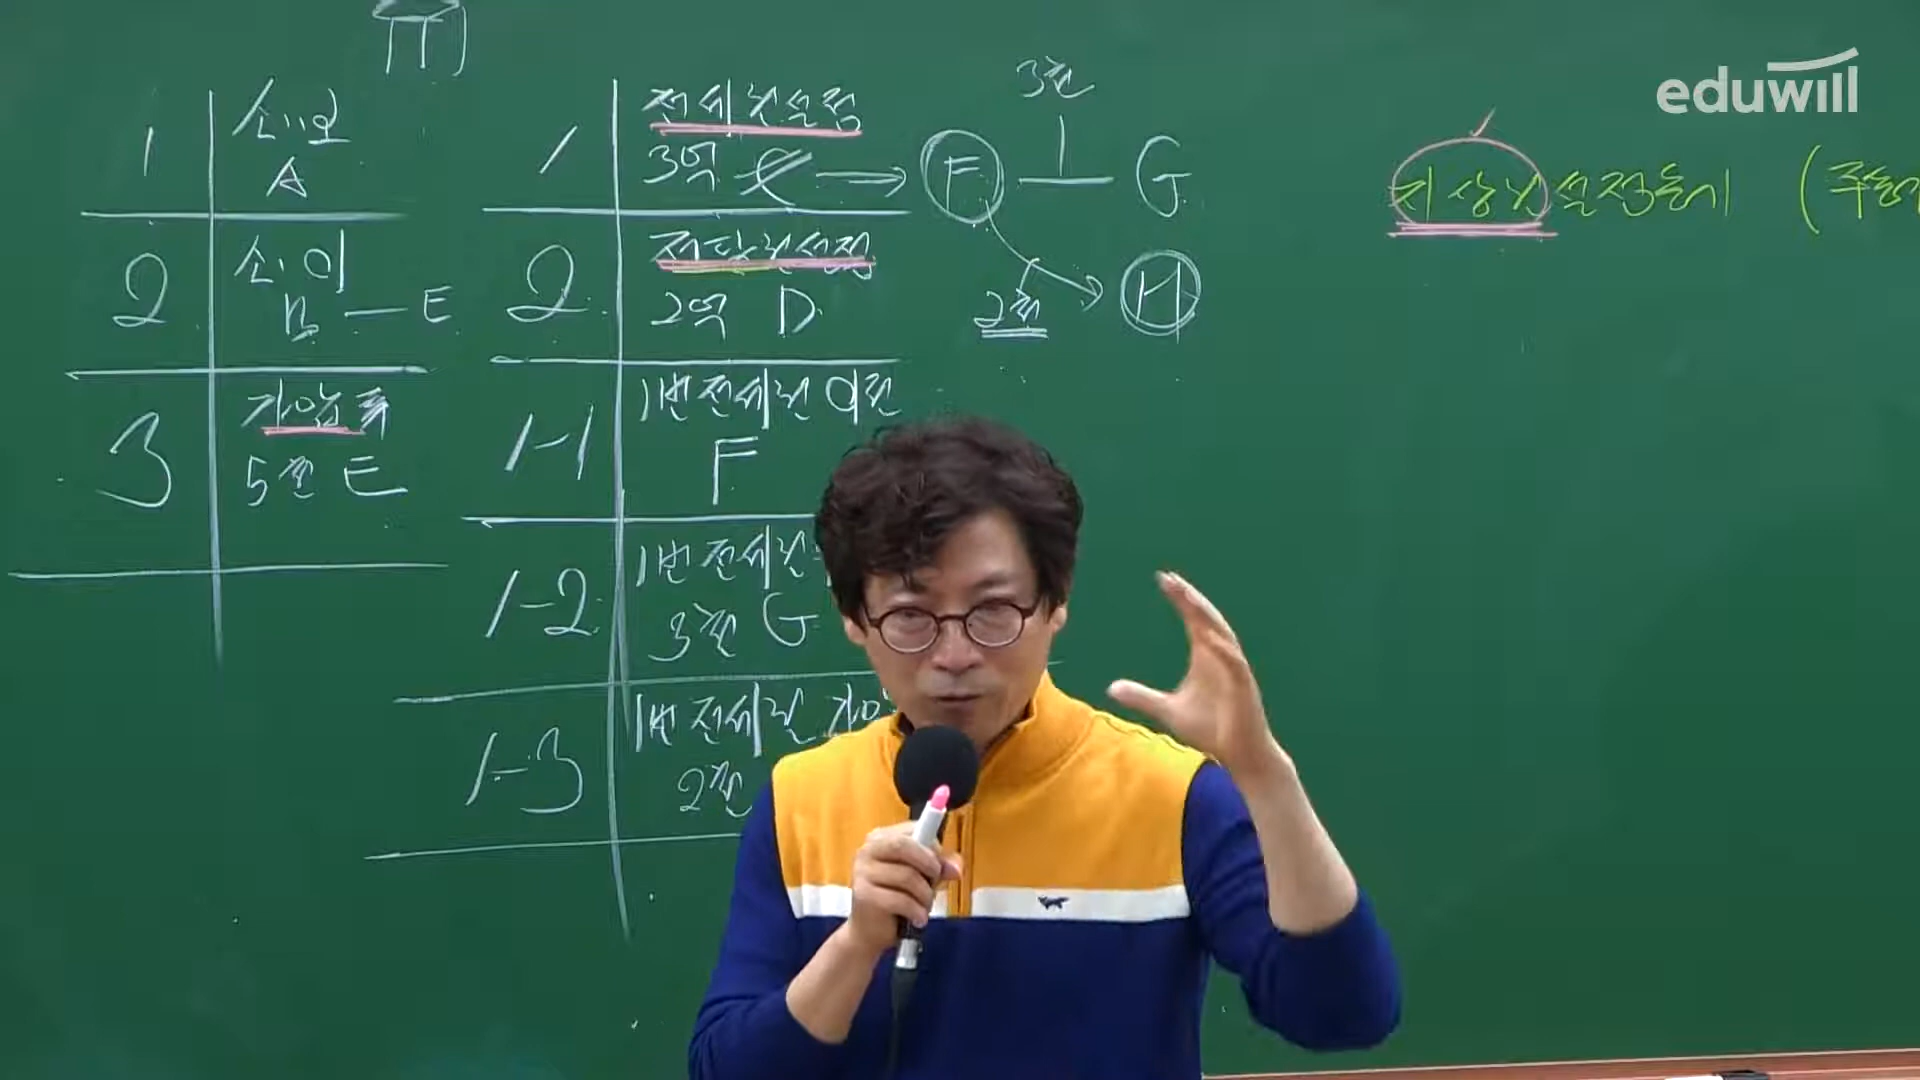 eduwill
1 소보 A
2 소이 B — E
3 가압류 5천 E
1 전세권설정 3억 C → F — G
3천
2 저당권설정 2억 D
2천 H
1-1 1번전세권이전 F
1-2 1번전세권
3천 G
1-3 1번전세권 가압
2천
지상권설정등기 (주등